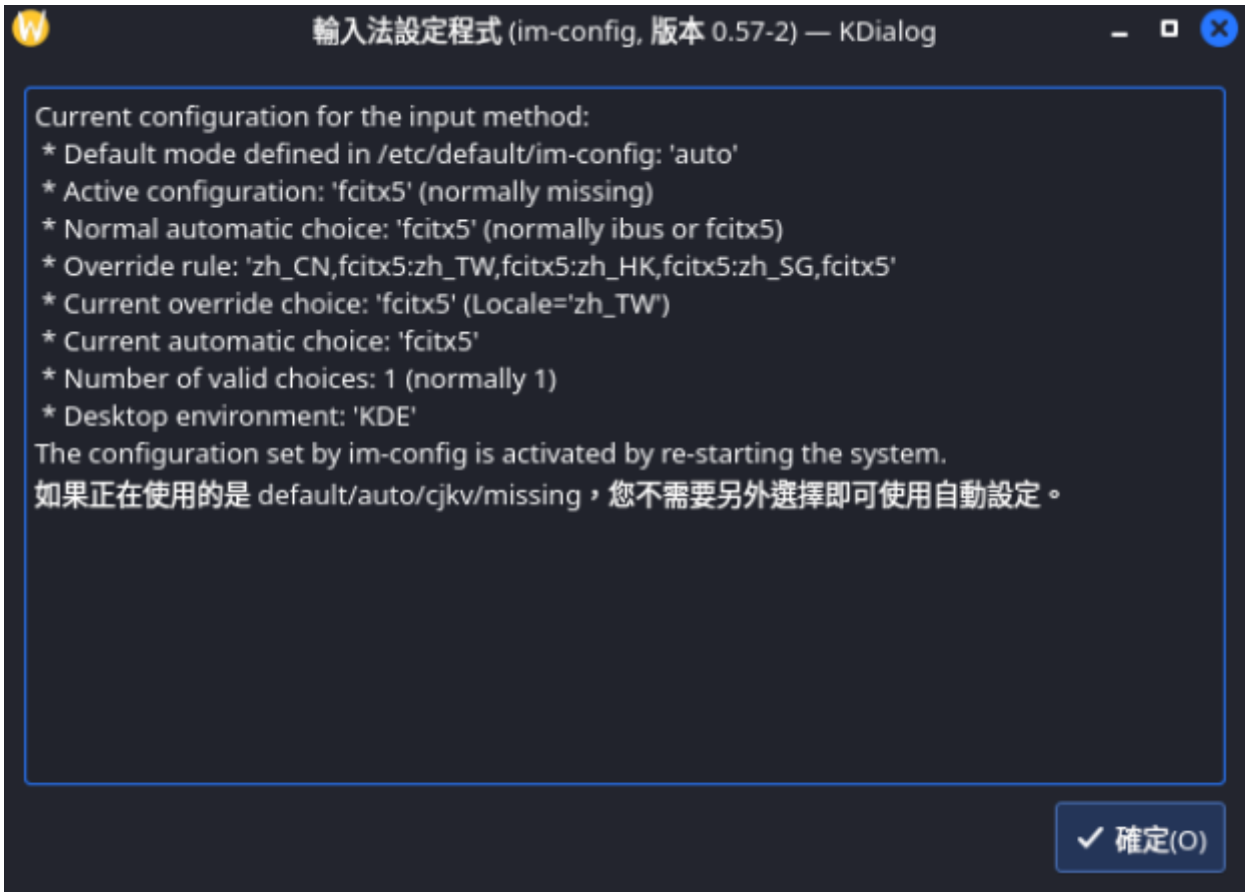 輸入法設定程式 (im-config, 版本 0.57-2) — KDialog
Current configuration for the input method:
* Default mode defined in /etc/default/im-config: 'auto'
* Active configuration: 'fcitx5' (normally missing)
* Normal automatic choice: 'fcitx5' (normally ibus or fcitx5)
* Override rule: 'zh_CN,fcitx5:zh_TW,fcitx5:zh_HK,fcitx5:zh_SG,fcitx5'
* Current override choice: 'fcitx5' (Locale='zh_TW')
* Current automatic choice: 'fcitx5'
* Number of valid choices: 1 (normally 1)
* Desktop environment: 'KDE'
The configuration set by im-config is activated by re-starting the system.
如果正在使用的是 default/auto/cjkv/missing，您不需要另外選擇即可使用自動設定。
確定(O)